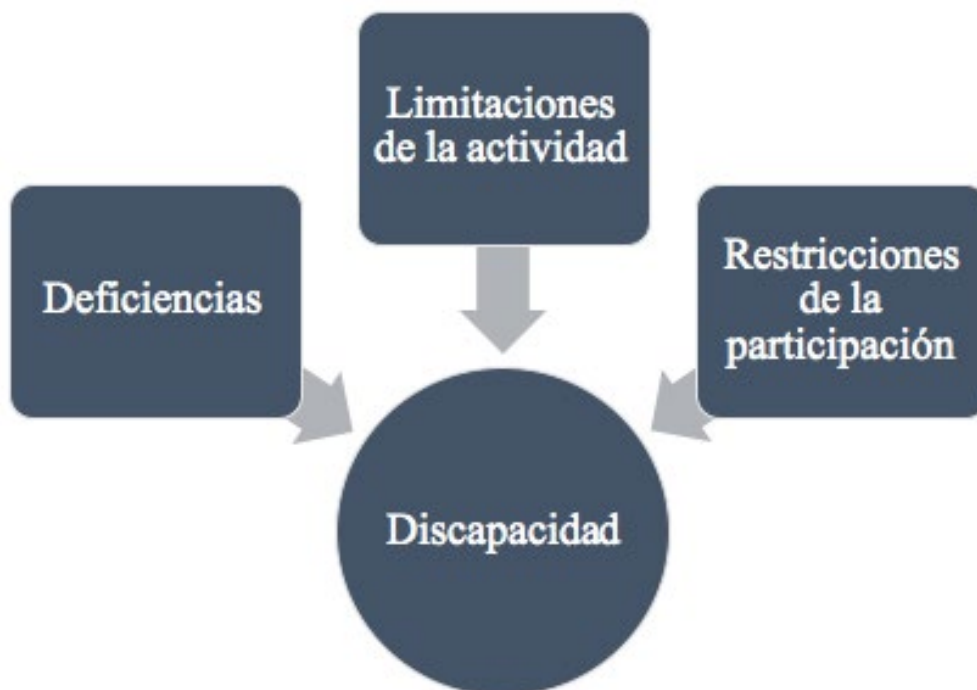 Limitaciones
de la actividad
Deficiencias
Restricciones
de la
participación
Discapacidad